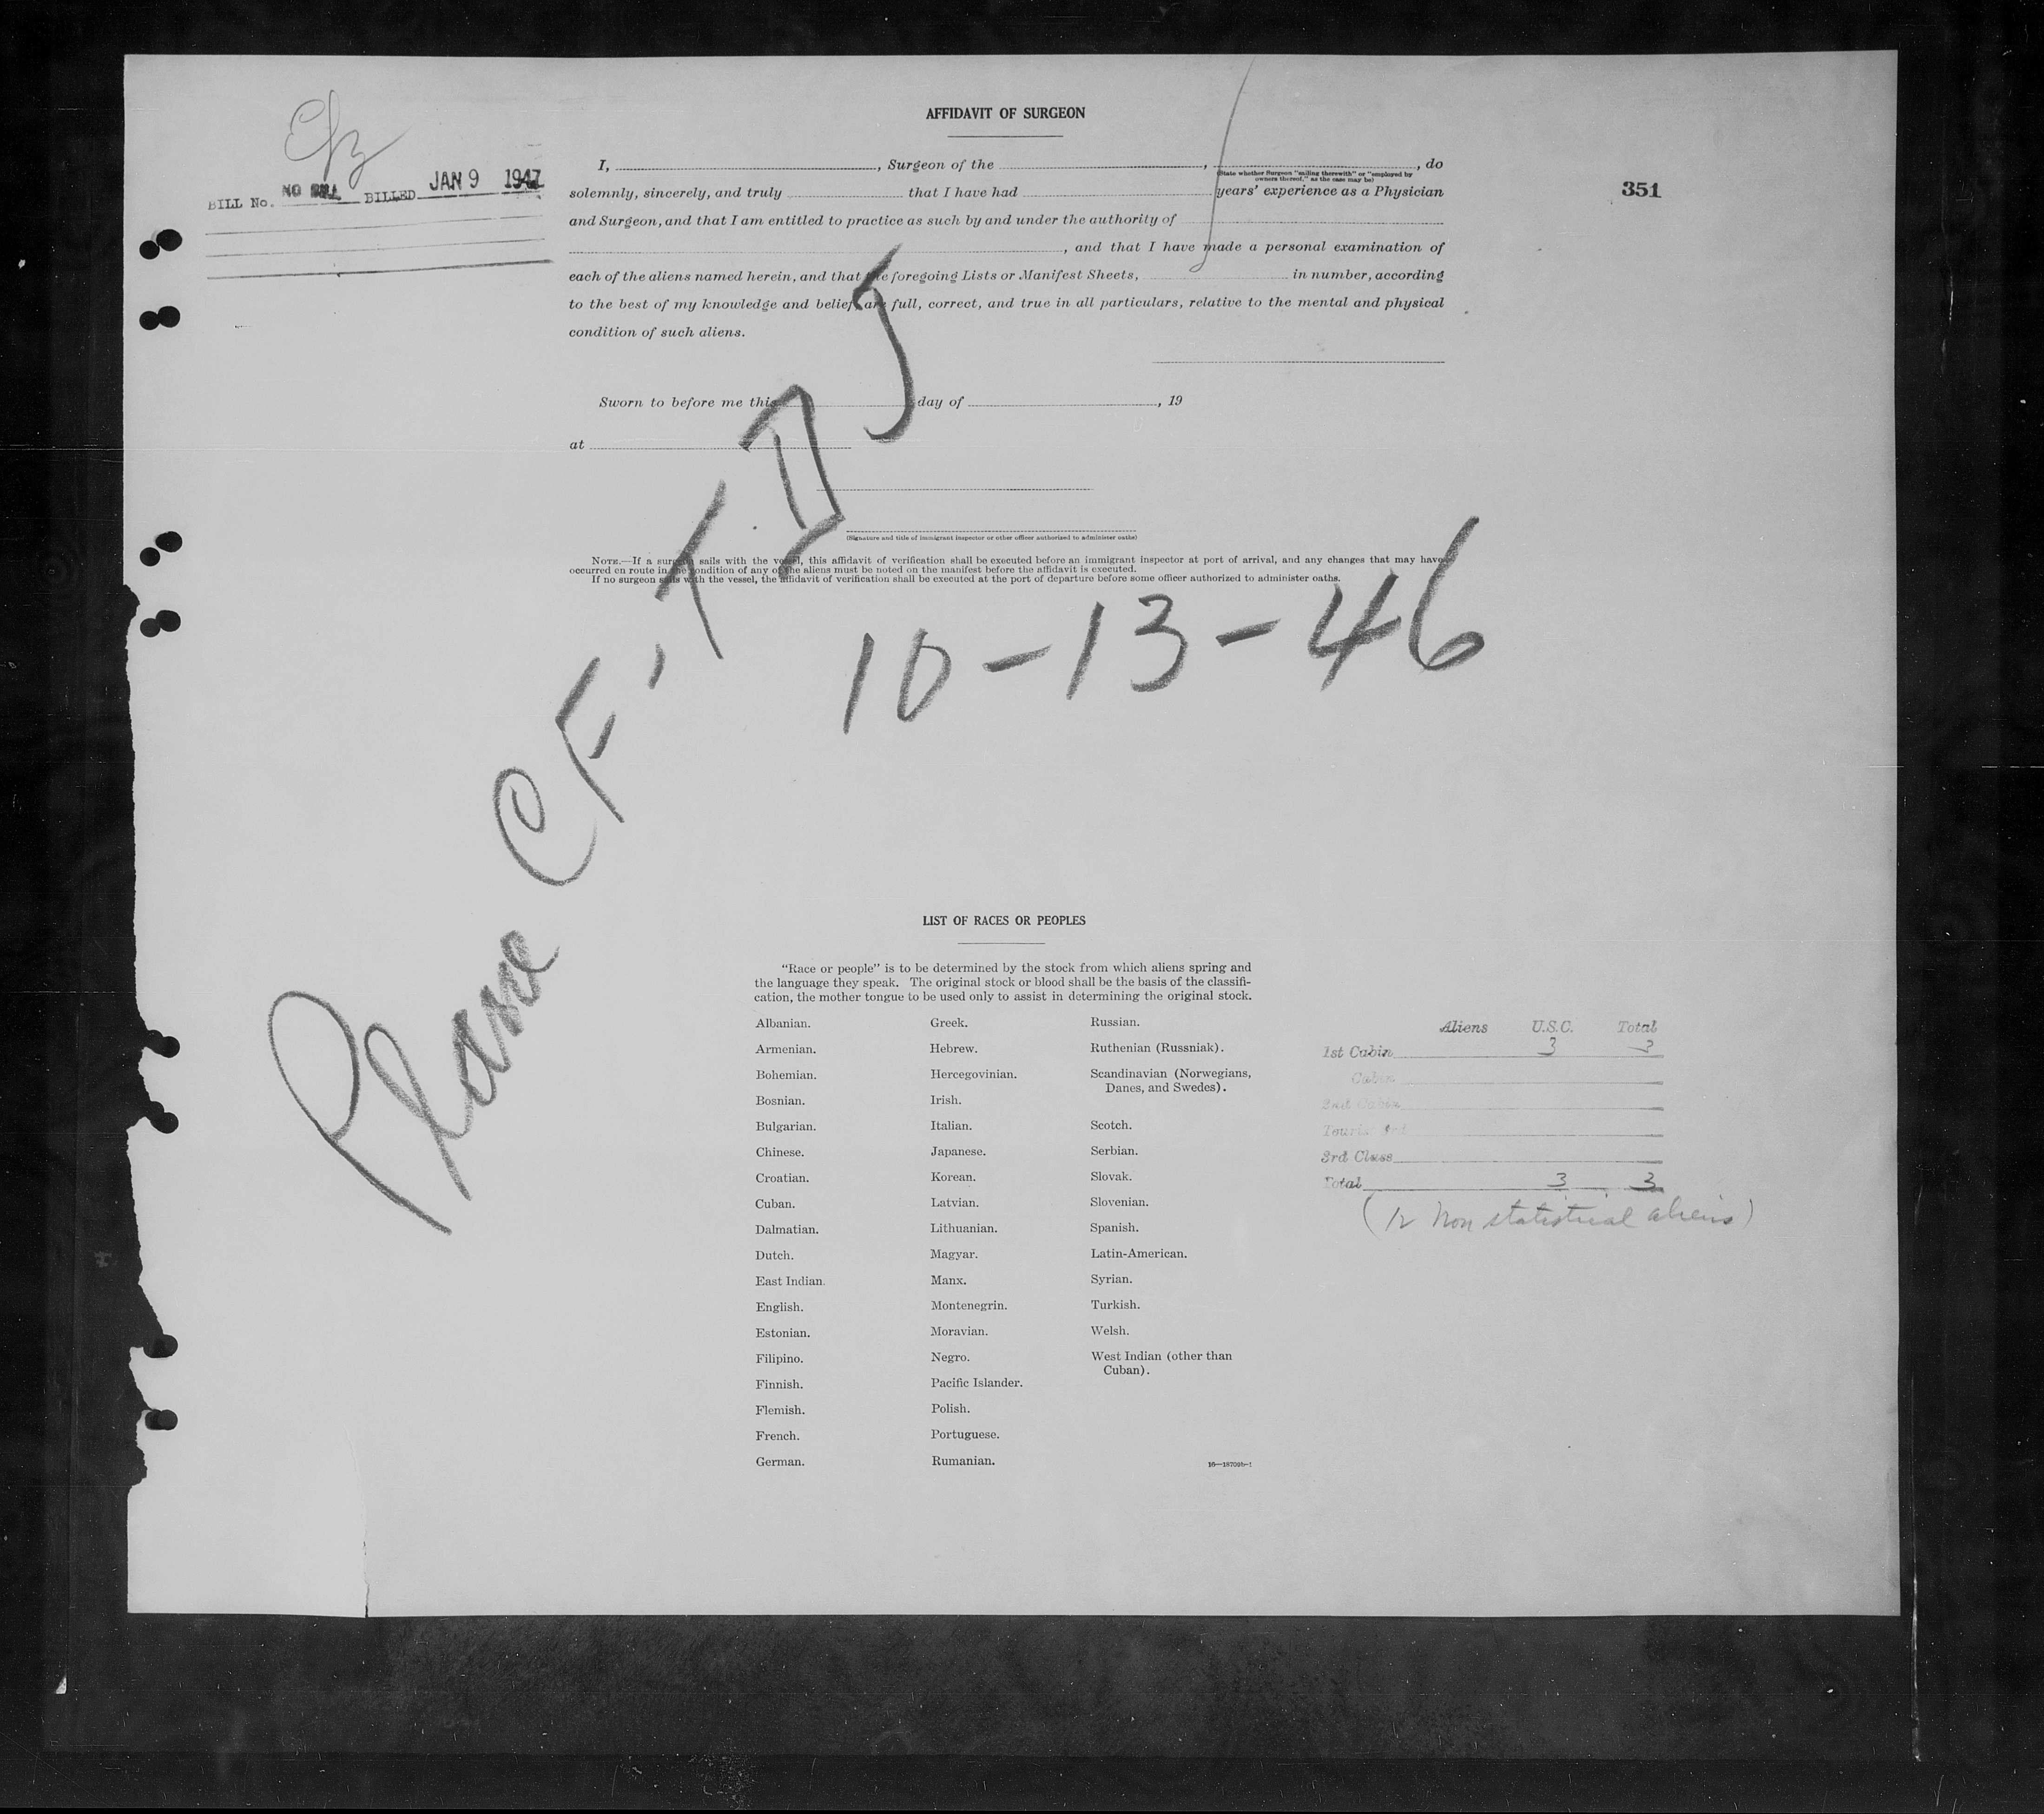 BILL No. NO BILL BILLED JAN 9 1947
AFFIDAVIT OF SURGEON
351
I, , Surgeon of the , , do
(State whether Surgeon "sailing therewith" or "employed by
owners thereof," as the case may be)
solemnly, sincerely, and truly that I have had years' experience as a Physician
and Surgeon, and that I am entitled to practice as such by and under the authority of
, and that I have made a personal examination of
each of the aliens named herein, and that the foregoing Lists or Manifest Sheets, in number, according
to the best of my knowledge and belief, are full, correct, and true in all particulars, relative to the mental and physical
condition of such aliens.
Sworn to before me this day of , 19
at
(Signature and title of immigrant inspector or other officer authorized to administer oaths)
NOTE.—If a surgeon sails with the vessel, this affidavit of verification shall be executed before an immigrant inspector at port of arrival, and any changes that may have
occurred en route in the condition of any of the aliens must be noted on the manifest before the affidavit is executed.
If no surgeon sails with the vessel, the affidavit of verification shall be executed at the port of departure before some officer authorized to administer oaths.
Plane CF, T.D J
10-13-46
LIST OF RACES OR PEOPLES
"Race or people" is to be determined by the stock from which aliens spring and
the language they speak. The original stock or blood shall be the basis of the classifi-
cation, the mother tongue to be used only to assist in determining the original stock.
Albanian.
Armenian.
Bohemian.
Bosnian.
Bulgarian.
Chinese.
Croatian.
Cuban.
Dalmatian.
Dutch.
East Indian.
English.
Estonian.
Filipino.
Finnish.
Flemish.
French.
German.
Greek.
Hebrew.
Hercegovinian.
Irish.
Italian.
Japanese.
Korean.
Latvian.
Lithuanian.
Magyar.
Manx.
Montenegrin.
Moravian.
Negro.
Pacific Islander.
Polish.
Portuguese.
Rumanian.
Russian.
Ruthenian (Russniak).
Scandinavian (Norwegians,
Danes, and Swedes).
Scotch.
Serbian.
Slovak.
Slovenian.
Spanish.
Latin-American.
Syrian.
Turkish.
Welsh.
West Indian (other than
Cuban).
Aliens U.S.C. Total
1st Cabin 3 3
Cabin
2nd Cabin
Tourist 3rd
3rd Class
Total 3 3
(12 Non statistical aliens)